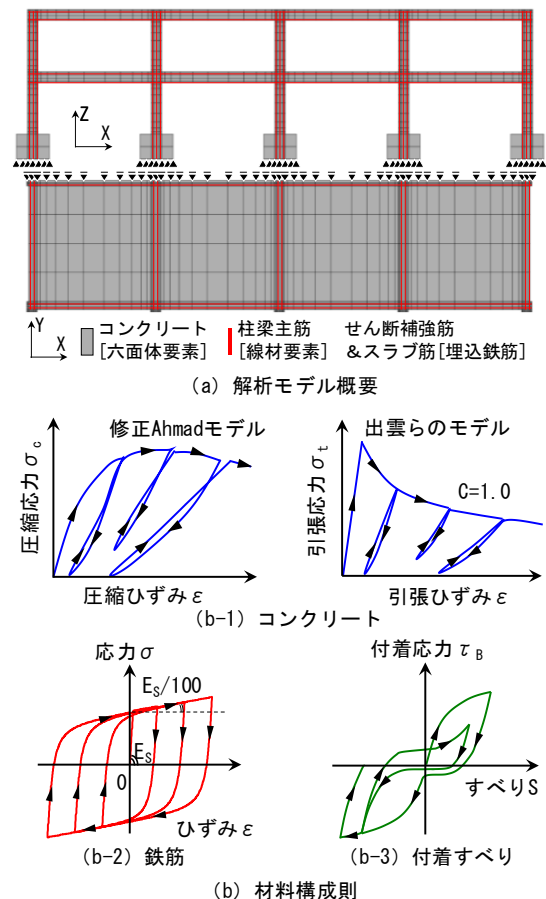 Z
X
Y
X
コンクリート
[六面体要素]
柱梁主筋
[線材要素]
せん断補強筋
&スラブ筋[埋込鉄筋]
(a) 解析モデル概要
修正Ahmadモデル
圧縮応力σc
圧縮ひずみε
出雲らのモデル
引張応力σt
C=1.0
引張ひずみε
(b-1) コンクリート
応力σ
ES/100
ES
0
ひずみε
(b-2) 鉄筋
付着応力τB
すべりS
(b-3) 付着すべり
(b) 材料構成則